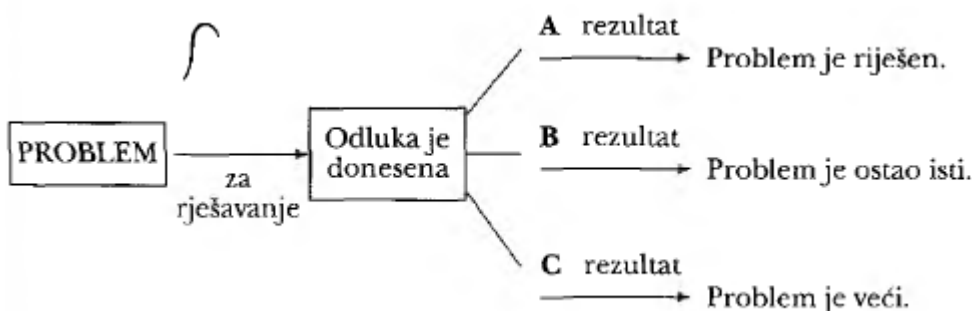 A rezultat
Problem je riješen.
PROBLEM
za
rješavanje
Odluka je
donesena
B rezultat
Problem je ostao isti.
C rezultat
Problem je veći.